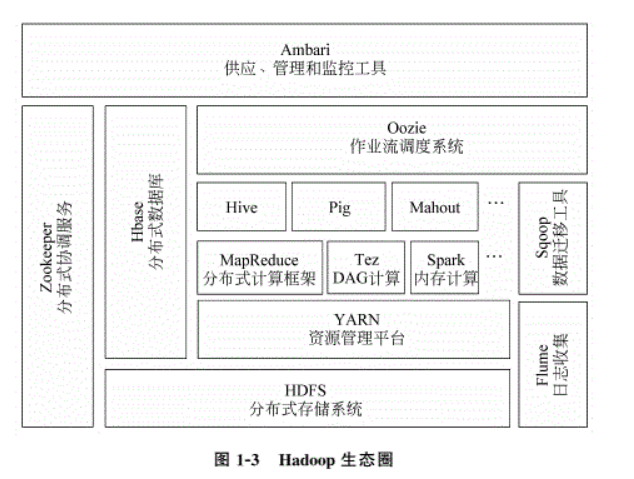 Ambari
供应、管理和监控工具
Zookeeper
分布式协调服务
Hbase
分布式数据库
Oozie
作业流调度系统
Hive
Pig
Mahout
…
Sqoop
数据迁移工具
MapReduce
分布式计算框架
Tez
DAG计算
Spark
内存计算
…
YARN
资源管理平台
Flume
日志收集
HDFS
分布式存储系统
图 1-3 Hadoop 生态圈